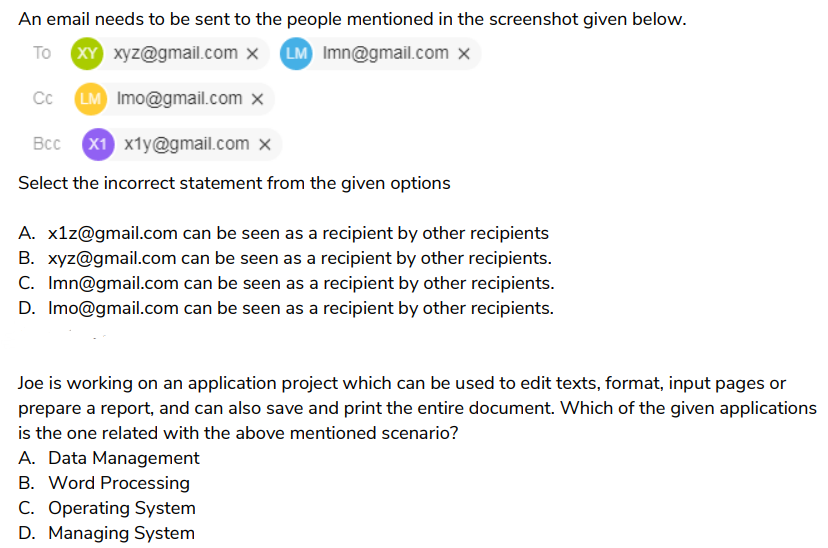 An email needs to be sent to the people mentioned in the screenshot given below.
To XY xyz@gmail.com × LM lmn@gmail.com ×
Cc LM lmo@gmail.com ×
Bcc X1 x1y@gmail.com ×
Select the incorrect statement from the given options
A. x1z@gmail.com can be seen as a recipient by other recipients
B. xyz@gmail.com can be seen as a recipient by other recipients.
C. lmn@gmail.com can be seen as a recipient by other recipients.
D. lmo@gmail.com can be seen as a recipient by other recipients.
Joe is working on an application project which can be used to edit texts, format, input pages or
prepare a report, and can also save and print the entire document. Which of the given applications
is the one related with the above mentioned scenario?
A. Data Management
B. Word Processing
C. Operating System
D. Managing System